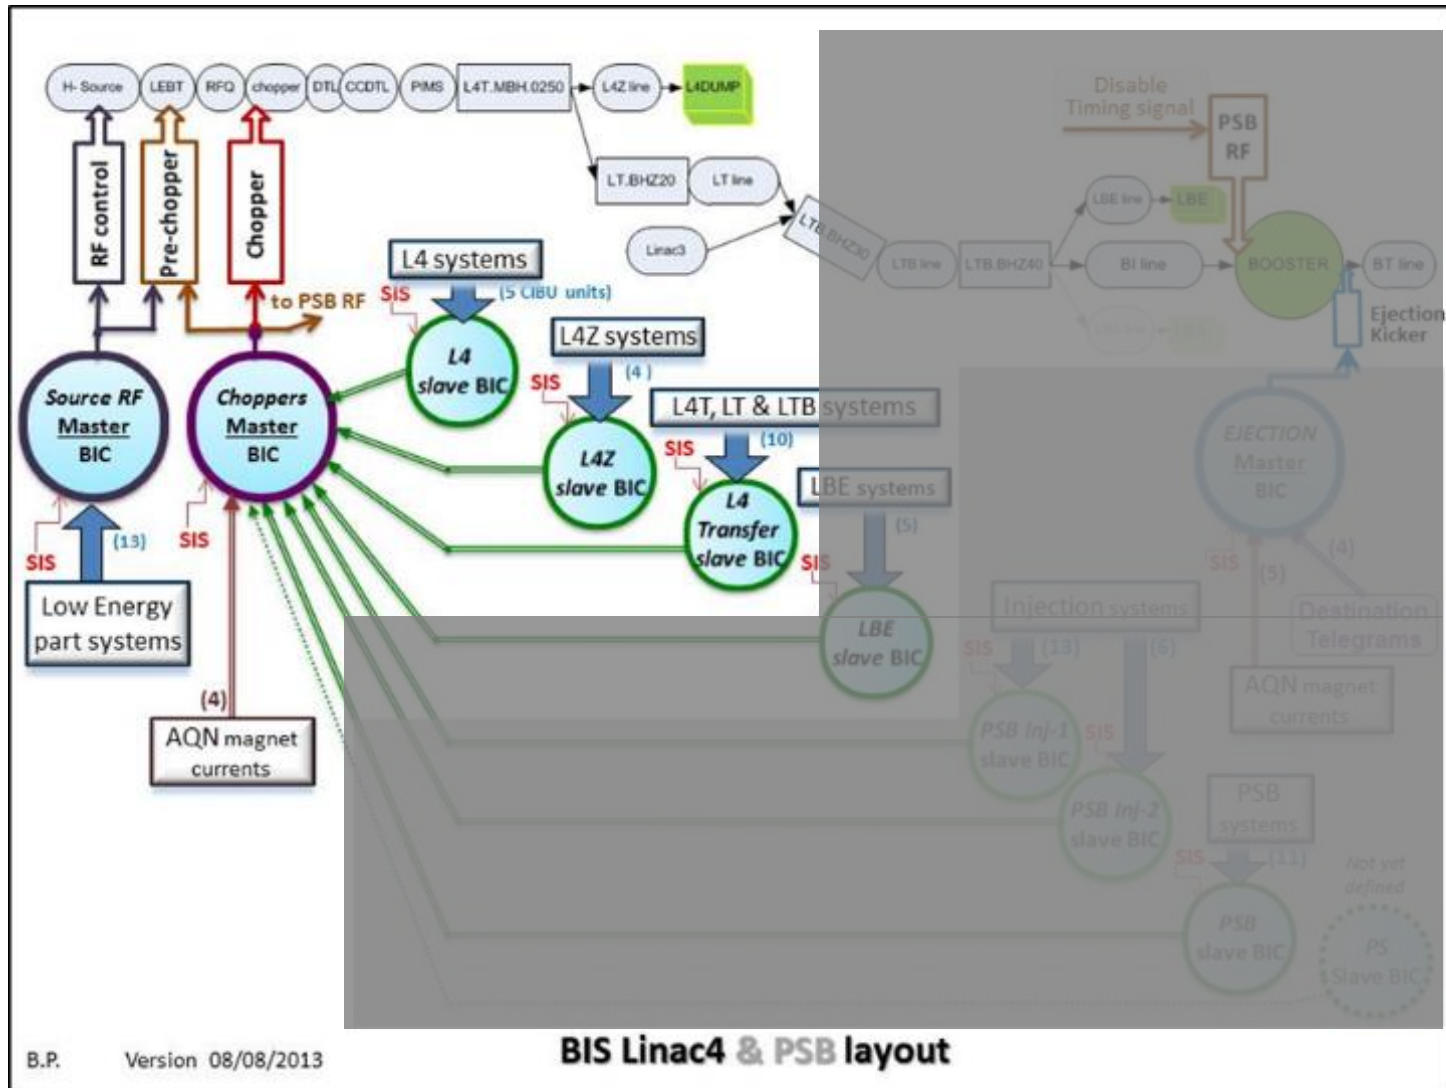 H- Source LEBT RFQ chopper DTL CCDTL PIMS L4T.MBH.0250 L4Z line L4DUMP
Disable
Timing signal
PSB
RF
RF control
Pre-chopper
Chopper
LT.BHZ20 LT line
Linac3
LTB.BHZ30
LTB line LTB.BHZ40
LBE line LBE
BI line
BOOSTER
BT line
Ejection
Kicker
to PSB RF
L4 systems
SIS
(5 CIBU units)
L4
slave BIC
L4Z systems
SIS
(4 )
L4Z
slave BIC
L4T, LT & LTB systems
SIS
(10)
L4
Transfer
slave BIC
LBE systems
SIS
(5)
LBE
slave BIC
Source RF
Master
BIC
Choppers
Master
BIC
EJECTION
Master
BIC
SIS
(13)
Low Energy
part systems
SIS
(4)
AQN magnet
currents
Injection systems
SIS
(13)
(6)
PSB Inj-1
slave BIC
SIS
PSB Inj-2
slave BIC
SIS
(5)
(4)
Destination
Telegrams
AQN magnet
currents
PSB
systems
SIS
(11)
PSB
slave BIC
Not yet
defined
PS
Slave BIC
B.P. Version 08/08/2013
BIS Linac4 & PSB layout